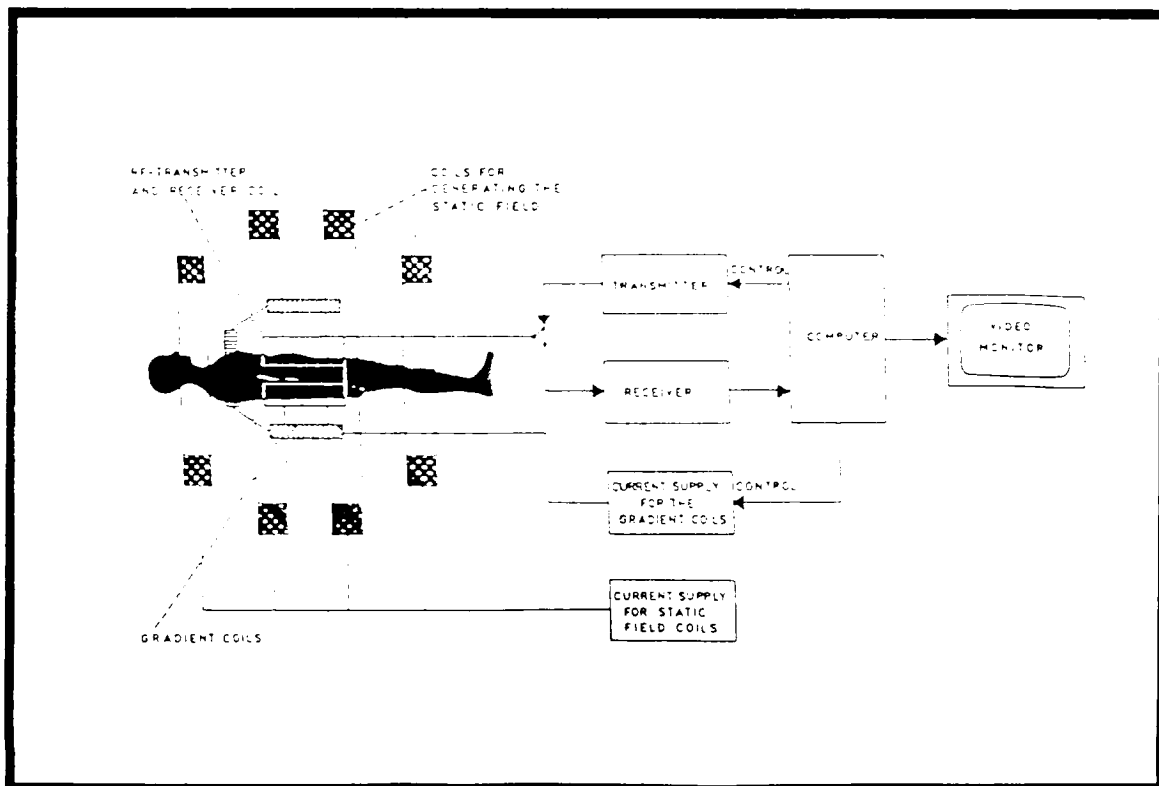 RF-TRANSMITTER
AND RECEIVER COIL
COILS FOR
GENERATING THE
STATIC FIELD
TRANSMITTER
CONTROL
COMPUTER
VIDEO
MONITOR
RECEIVER
CURRENT SUPPLY
FOR THE
GRADIENT COILS
CONTROL
CURRENT SUPPLY
FOR STATIC
FIELD COILS
GRADIENT COILS